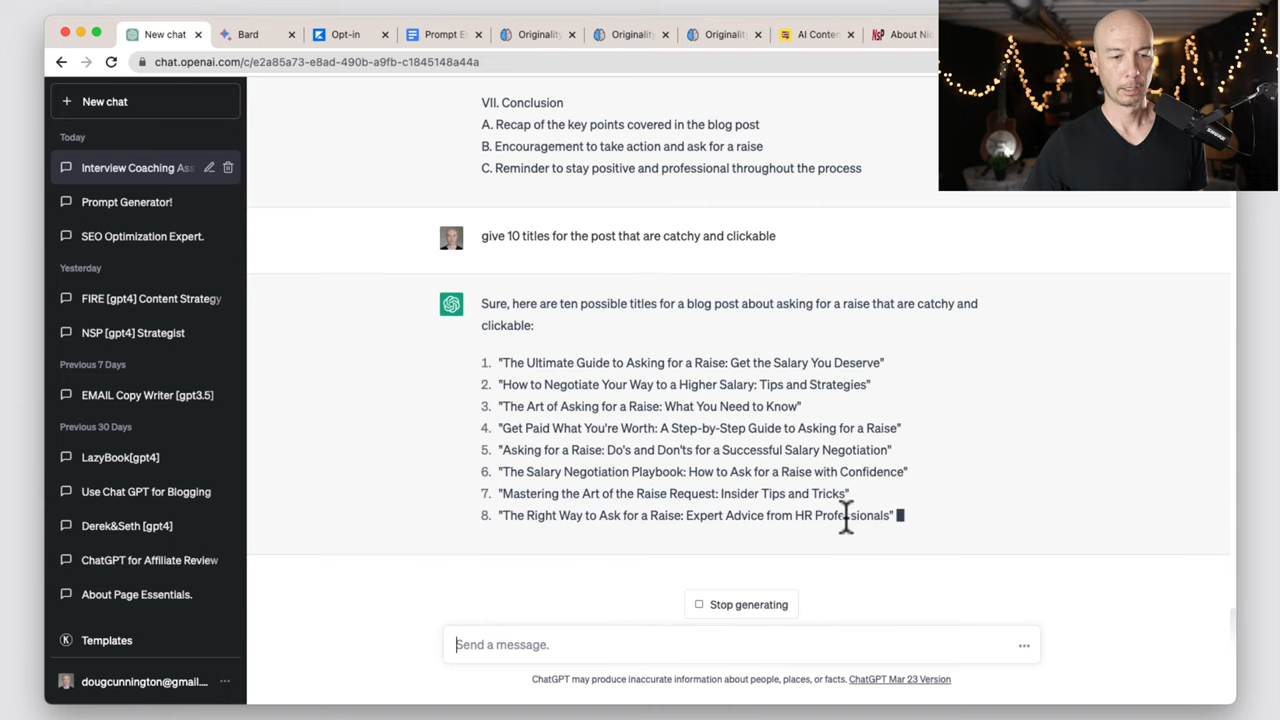 New chat
Bard
Opt-in
Prompt E
Originality
Originality
Originality
AI Conten
NSP About Nic
chat.openai.com/c/e2a85a73-e8ad-490b-a9fb-c1845148a44a
+ New chat
Today
Interview Coaching Ass
Prompt Generator!
SEO Optimization Expert.
Yesterday
FIRE [gpt4] Content Strategy
NSP [gpt4] Strategist
Previous 7 Days
EMAIL Copy Writer [gpt3.5]
Previous 30 Days
LazyBook[gpt4]
Use Chat GPT for Blogging
Derek&Seth [gpt4]
ChatGPT for Affiliate Review
About Page Essentials.
Templates
dougcunnington@gmail....
VII. Conclusion
A. Recap of the key points covered in the blog post
B. Encouragement to take action and ask for a raise
C. Reminder to stay positive and professional throughout the process
give 10 titles for the post that are catchy and clickable
Sure, here are ten possible titles for a blog post about asking for a raise that are catchy and
clickable:
1. "The Ultimate Guide to Asking for a Raise: Get the Salary You Deserve"
2. "How to Negotiate Your Way to a Higher Salary: Tips and Strategies"
3. "The Art of Asking for a Raise: What You Need to Know"
4. "Get Paid What You're Worth: A Step-by-Step Guide to Asking for a Raise"
5. "Asking for a Raise: Do's and Don'ts for a Successful Salary Negotiation"
6. "The Salary Negotiation Playbook: How to Ask for a Raise with Confidence"
7. "Mastering the Art of the Raise Request: Insider Tips and Tricks"
8. "The Right Way to Ask for a Raise: Expert Advice from HR Professionals"
Stop generating
Send a message.
ChatGPT may produce inaccurate information about people, places, or facts. ChatGPT Mar 23 Version
SHURE